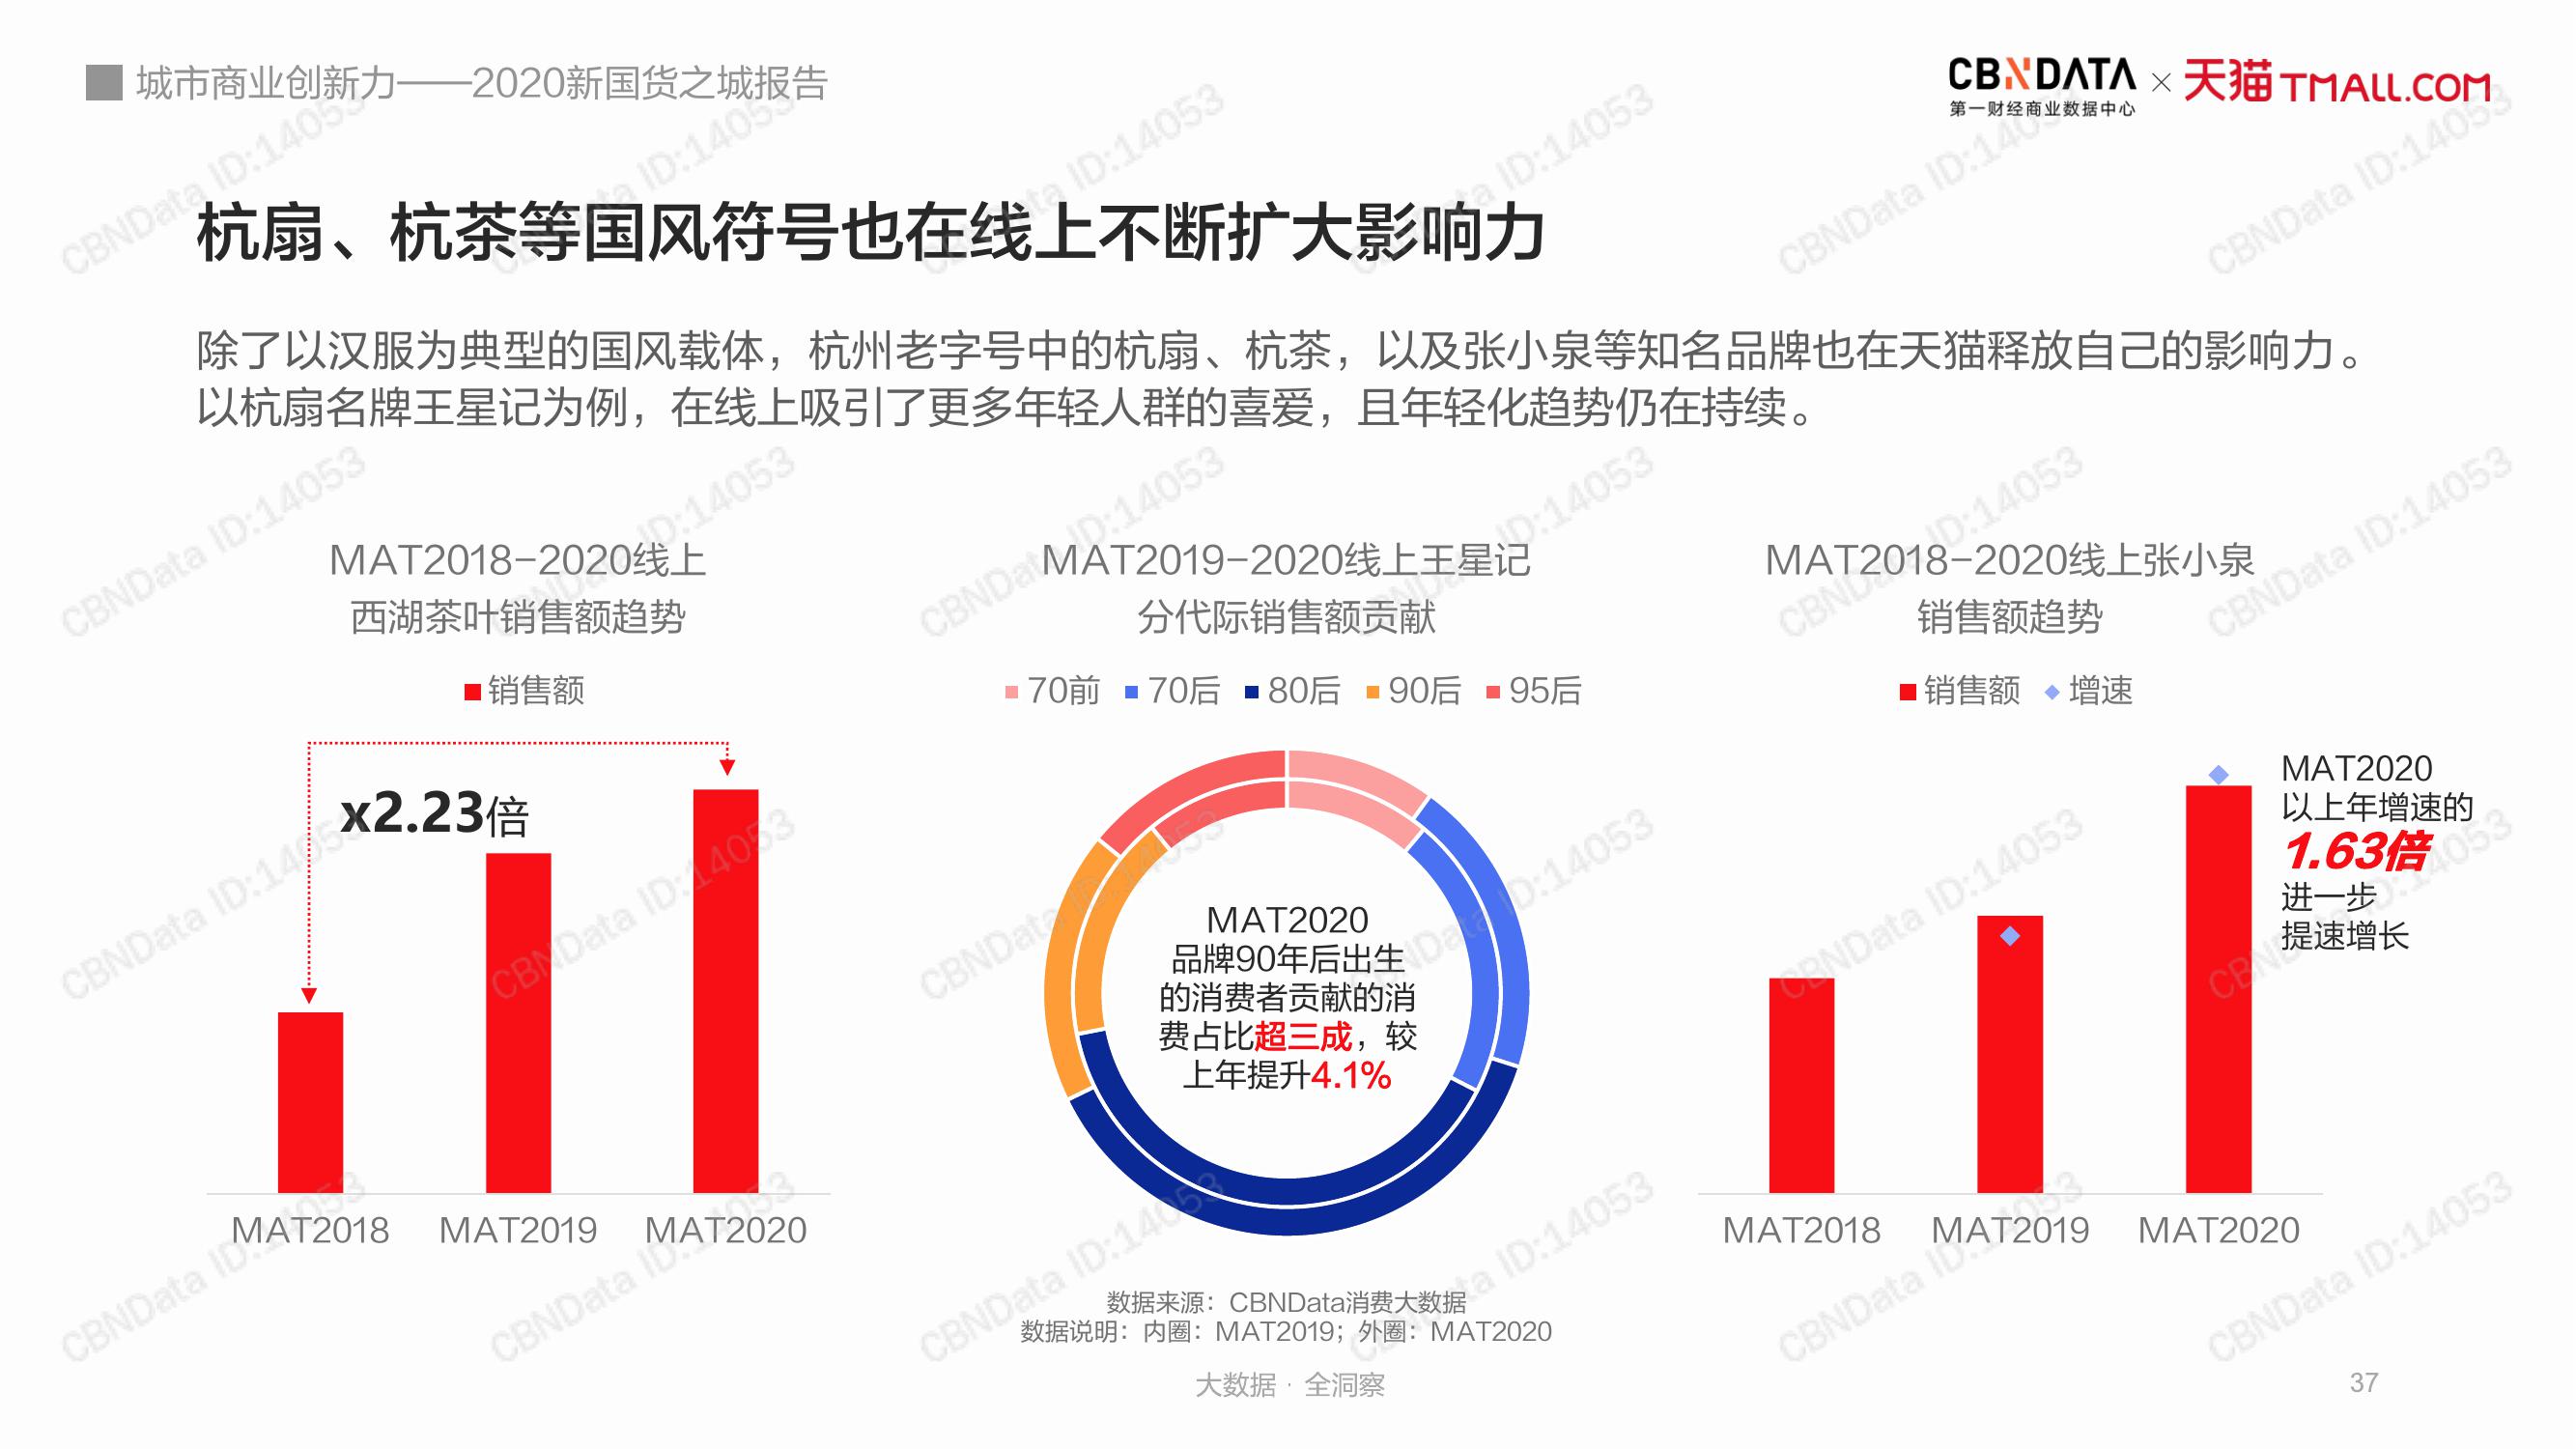 城市商业创新力——2020新国货之城报告
CBNDATA
第一财经商业数据中心
×
天猫 TMALL.COM
杭扇、杭茶等国风符号也在线上不断扩大影响力
除了以汉服为典型的国风载体，杭州老字号中的杭扇、杭茶，以及张小泉等知名品牌也在天猫释放自己的影响力。
以杭扇名牌王星记为例，在线上吸引了更多年轻人群的喜爱，且年轻化趋势仍在持续。
MAT2018-2020线上
西湖茶叶销售额趋势
销售额
x2.23倍
MAT2018 MAT2019 MAT2020
MAT2019-2020线上王星记
分代际销售额贡献
70前 70后 80后 90后 95后
MAT2020
品牌90年后出生
的消费者贡献的消
费占比超三成，较
上年提升4.1%
MAT2018-2020线上张小泉
销售额趋势
销售额 增速
MAT2020
以上年增速的
1.63倍
进一步
提速增长
MAT2018 MAT2019 MAT2020
数据来源：CBNData消费大数据
数据说明：内圈：MAT2019；外圈：MAT2020
大数据 · 全洞察
37
CBNData ID:14053